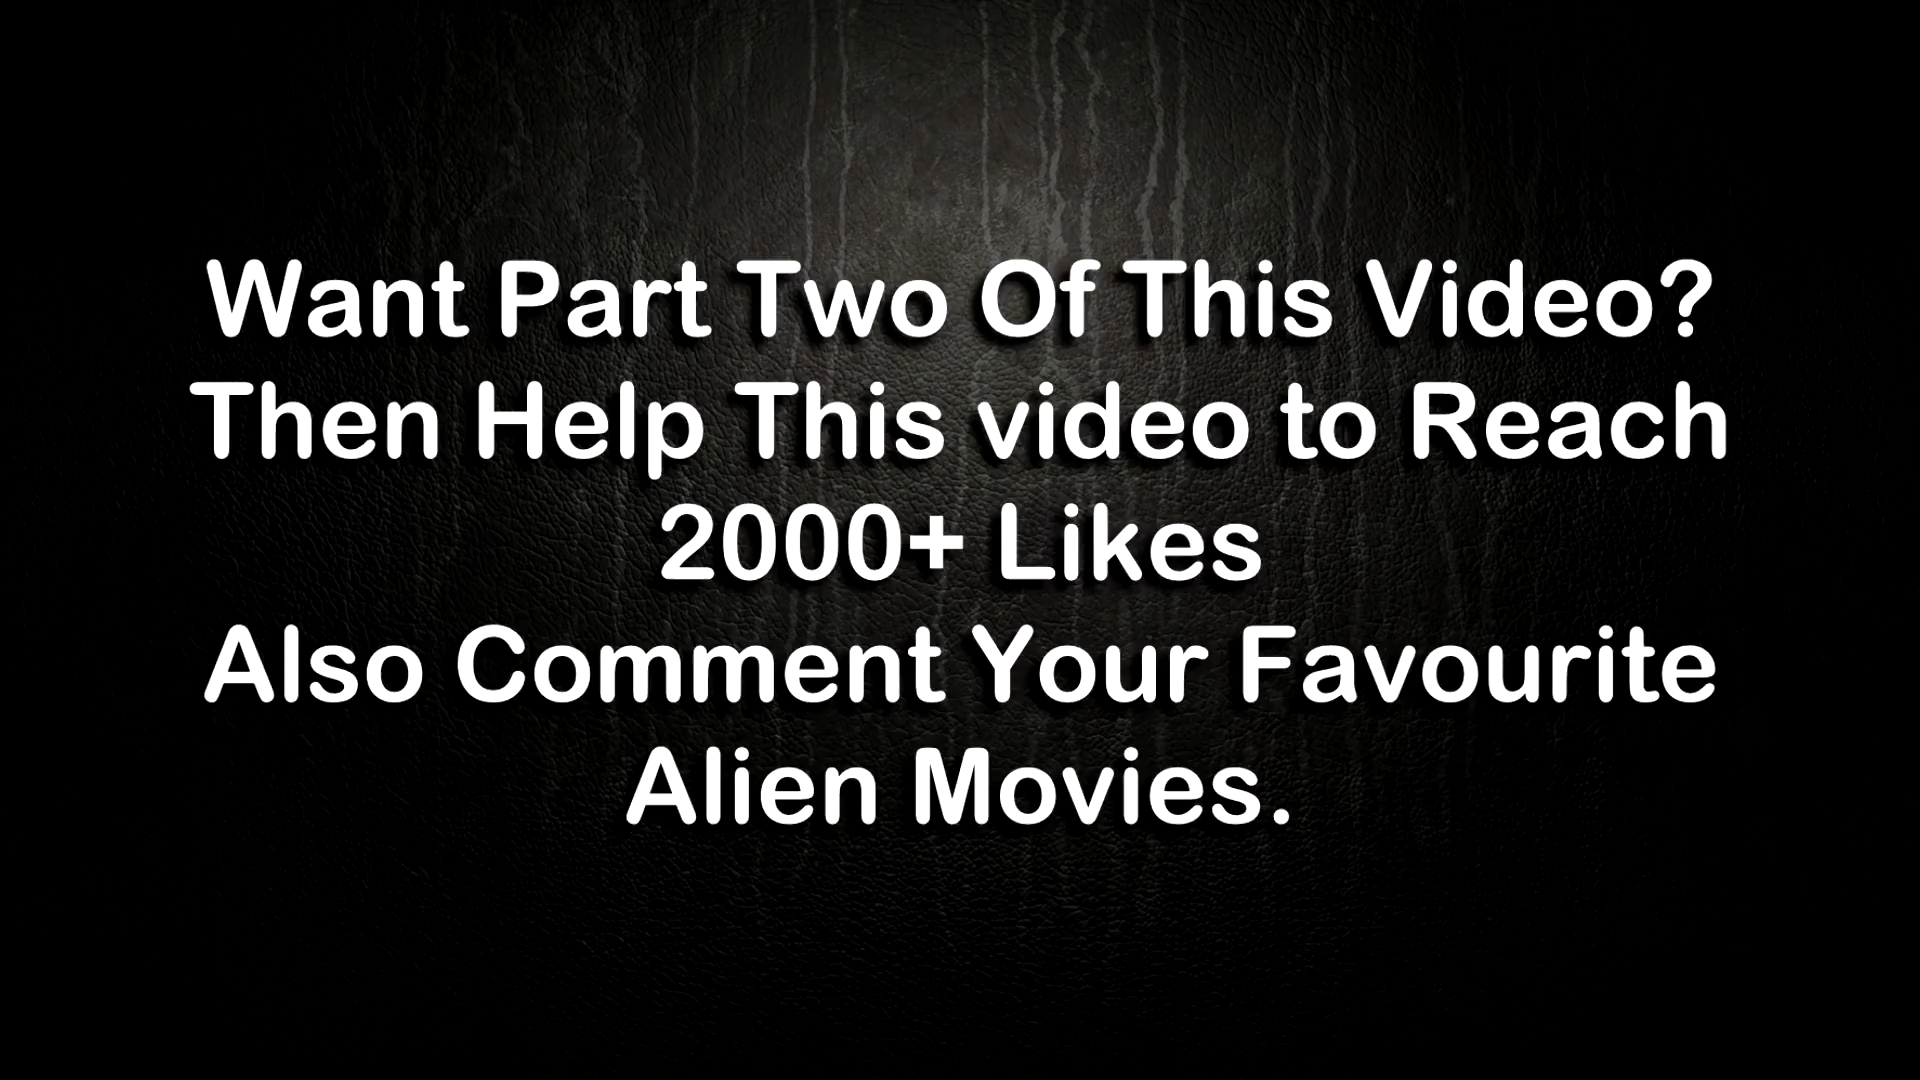 Want Part Two Of This Video?
Then Help This video to Reach
2000+ Likes
Also Comment Your Favourite
Alien Movies.